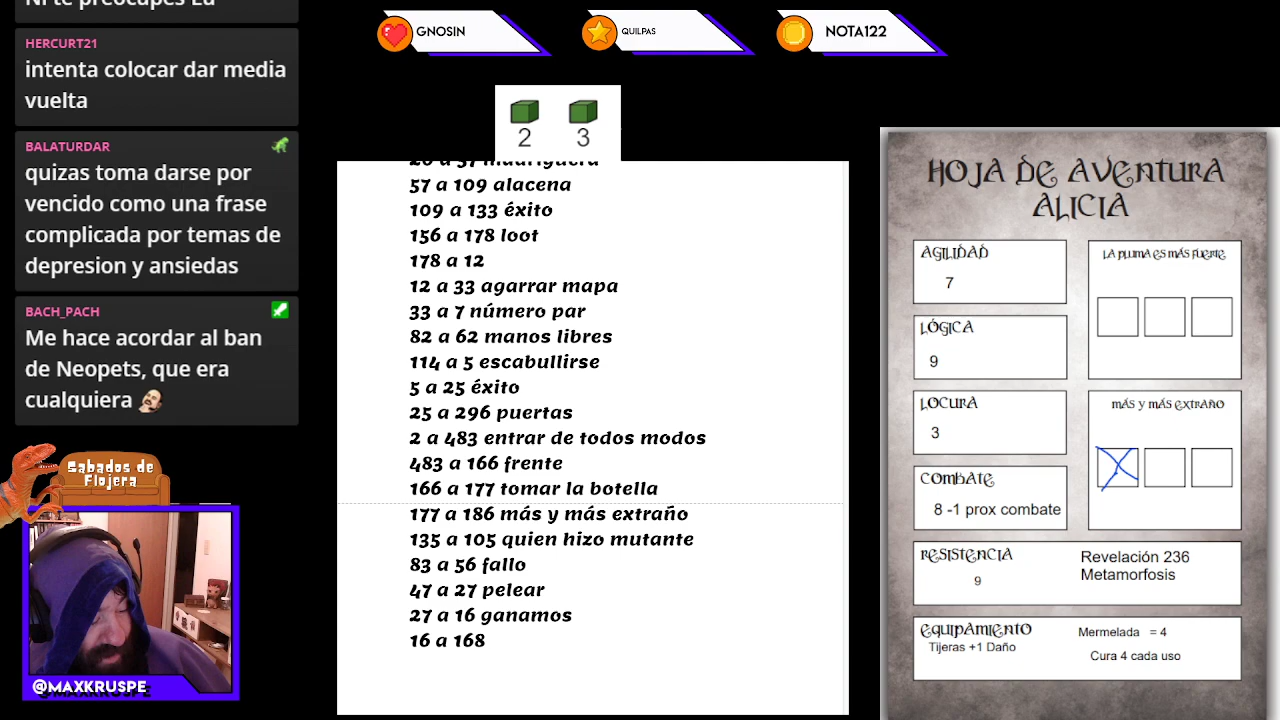 Ni te preocupes Lu
HERCURT21
intenta colocar dar media
vuelta
BALATURDAR
quizas toma darse por
vencido como una frase
complicada por temas de
depresion y ansiedas
BACH_PACH
Me hace acordar al ban
de Neopets, que era
cualquiera
Sabados de
Flojera
@MAXKRUSPE
GNOSIN
QUILPAS
NOTA122
2 3
57 a 109 alacena
109 a 133 éxito
156 a 178 loot
178 a 12
12 a 33 agarrar mapa
33 a 7 número par
82 a 62 manos libres
114 a 5 escabullirse
5 a 25 éxito
25 a 296 puertas
2 a 483 entrar de todos modos
483 a 166 frente
166 a 177 tomar la botella
177 a 186 más y más extraño
135 a 105 quien hizo mutante
83 a 56 fallo
47 a 27 pelear
27 a 16 ganamos
16 a 168
HOJA DE AVENTURA
ALICIA
AGILIDAD
7
LÓGICA
9
LOCURA
3
COMBATE
8 -1 prox combate
LA PLUMA ES MÁS FUERTE
MÁS Y MÁS EXTRAÑO
RESISTENCIA
9
Revelación 236
Metamorfosis
EQUIPAMIENTO
Tijeras +1 Daño
Mermelada = 4
Cura 4 cada uso